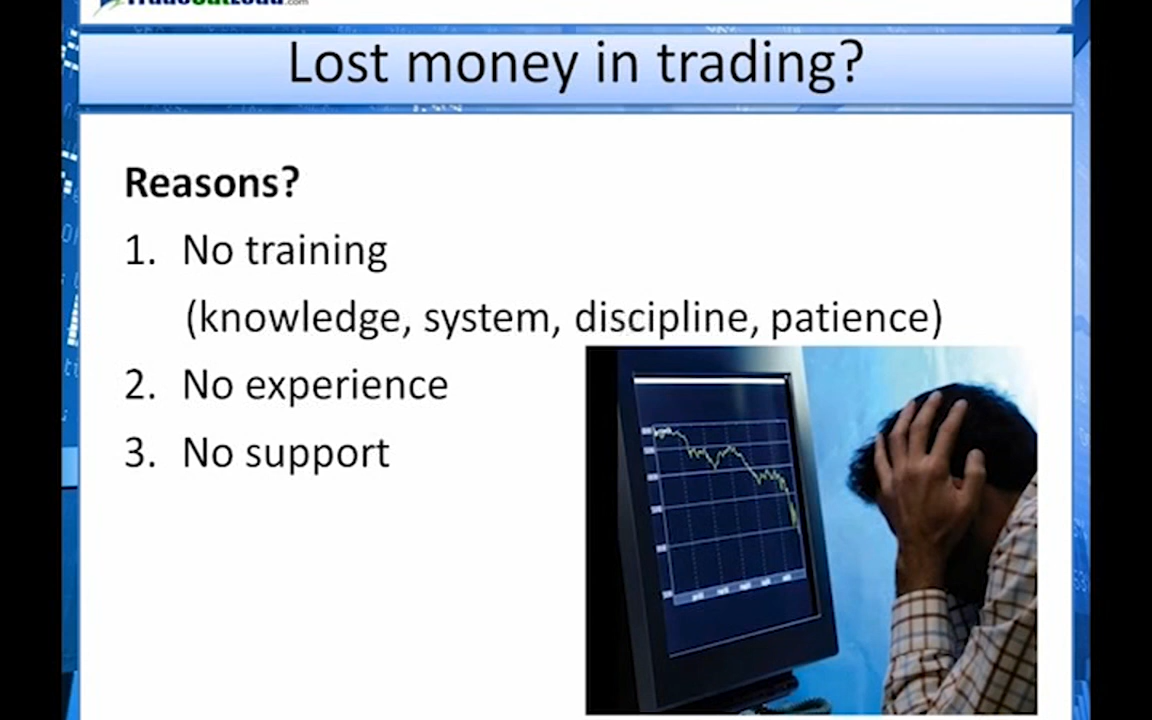 Lost money in trading?
Reasons?
1. No training
(knowledge, system, discipline, patience)
2. No experience
3. No support